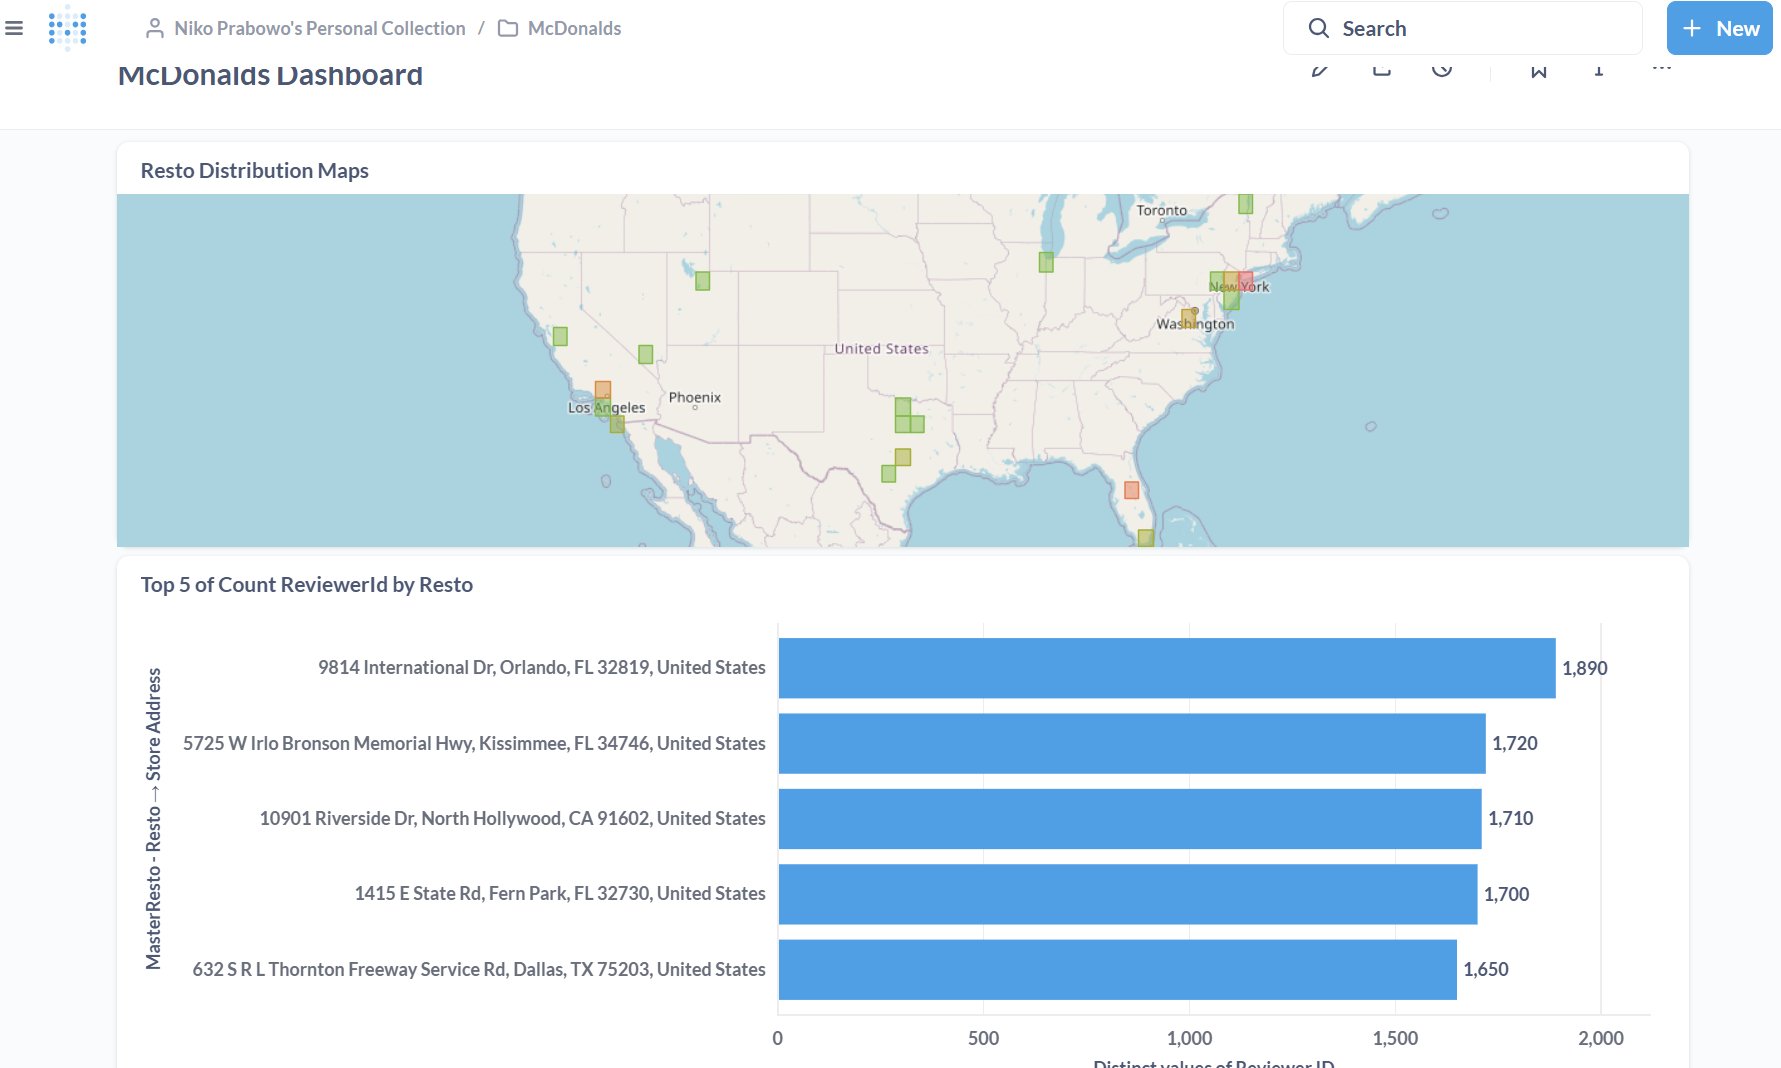 Niko Prabowo's Personal Collection / McDonalds
Search
New
McDonalds Dashboard
Resto Distribution Maps
Toronto
New York
Washington
United States
Phoenix
Los Angeles
Top 5 of Count ReviewerId by Resto
MasterResto - Resto → Store Address
9814 International Dr, Orlando, FL 32819, United States
1,890
5725 W Irlo Bronson Memorial Hwy, Kissimmee, FL 34746, United States
1,720
10901 Riverside Dr, North Hollywood, CA 91602, United States
1,710
1415 E State Rd, Fern Park, FL 32730, United States
1,700
632 S R L Thornton Freeway Service Rd, Dallas, TX 75203, United States
1,650
0 500 1,000 1,500 2,000
Distinct values of Reviewer ID